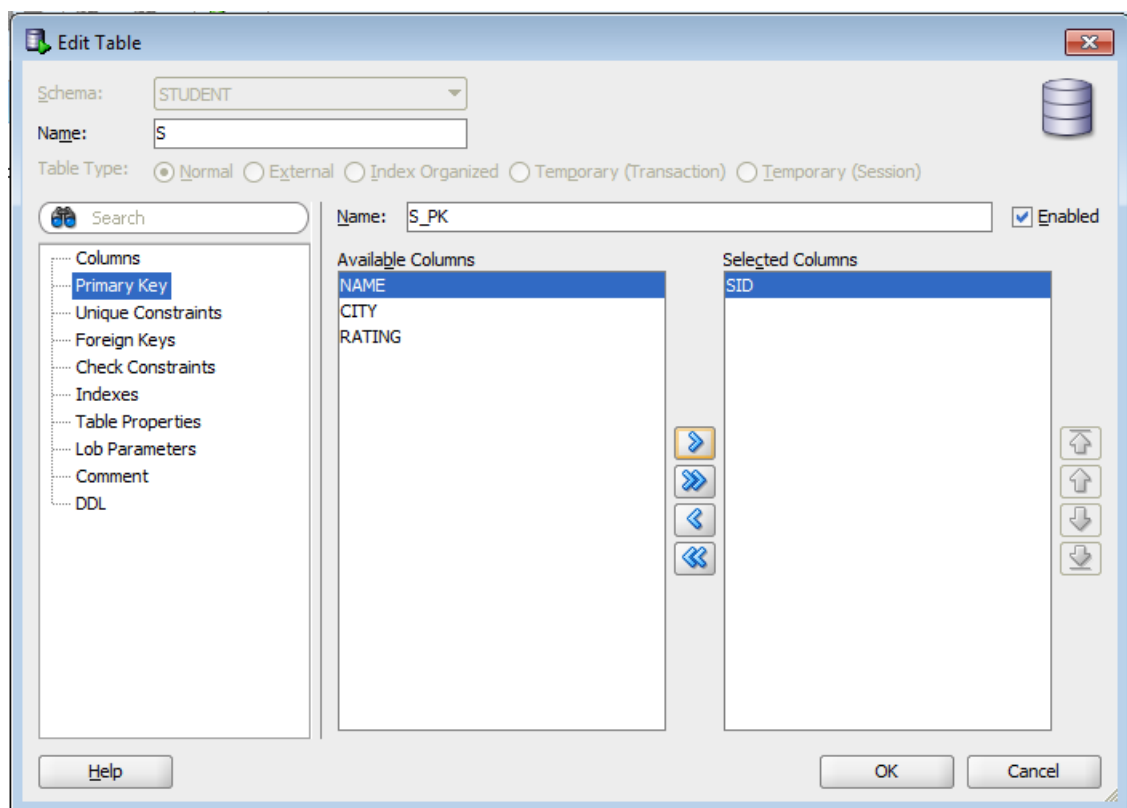 Edit Table
Schema: STUDENT
Name: S
Table Type: Normal External Index Organized Temporary (Transaction) Temporary (Session)
Search
Columns
Primary Key
Unique Constraints
Foreign Keys
Check Constraints
Indexes
Table Properties
Lob Parameters
Comment
DDL
Name: S_PK Enabled
Available Columns
NAME
CITY
RATING
Selected Columns
SID
Help OK Cancel